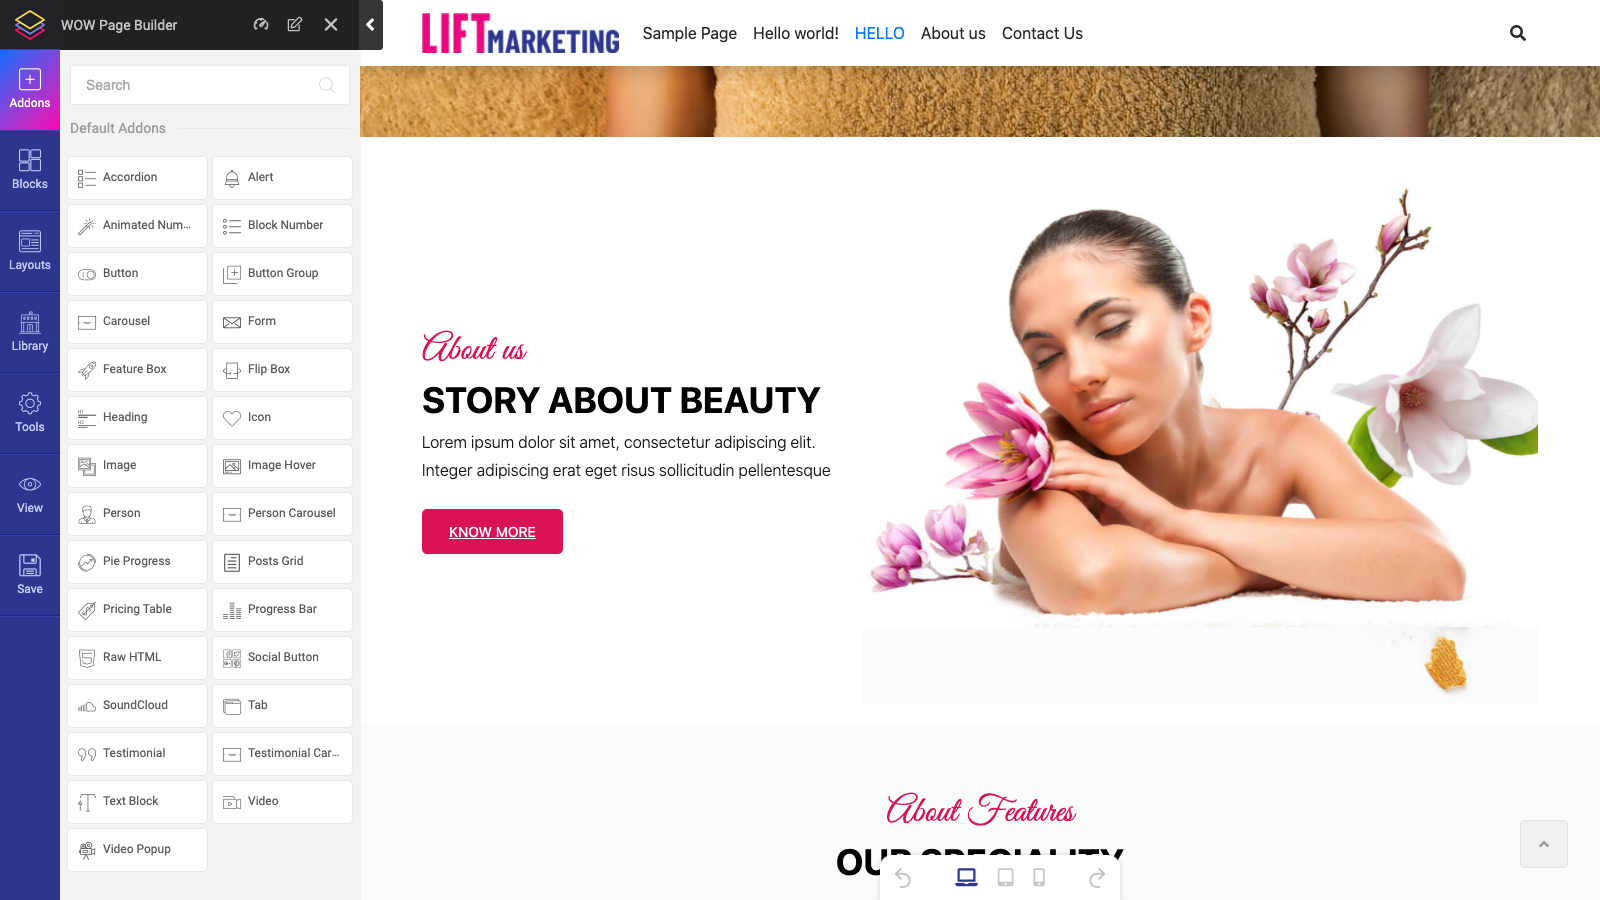 WOW Page Builder
LIFTMARKETING
Sample Page
Hello world!
HELLO
About us
Contact Us
Addons
Blocks
Layouts
Library
Tools
View
Save
Search
Default Addons
Accordion
Alert
Animated Num...
Block Number
Button
Button Group
Carousel
Form
Feature Box
Flip Box
Heading
Icon
Image
Image Hover
Person
Person Carousel
Pie Progress
Posts Grid
Pricing Table
Progress Bar
Raw HTML
Social Button
SoundCloud
Tab
Testimonial
Testimonial Car...
Text Block
Video
Video Popup
About us
STORY ABOUT BEAUTY
Lorem ipsum dolor sit amet, consectetur adipiscing elit.
Integer adipiscing erat eget risus sollicitudin pellentesque
KNOW MORE
About Features
OUR SPECIALITY